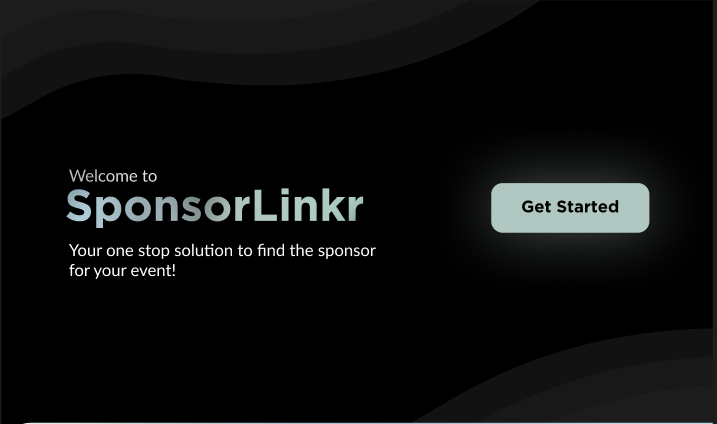 Welcome to
SponsorLinkr
Your one stop solution to find the sponsor
for your event!
Get Started